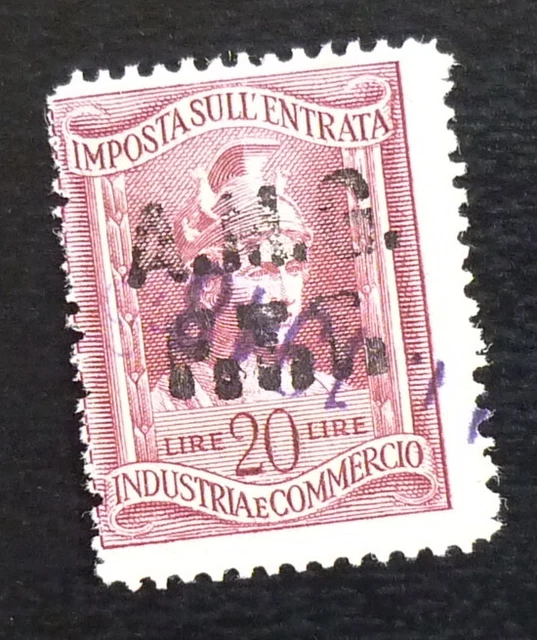 IMPOSTA SULL'ENTRATA
A.M.G.
LIRE 20 LIRE
INDUSTRIA E COMMERCIO